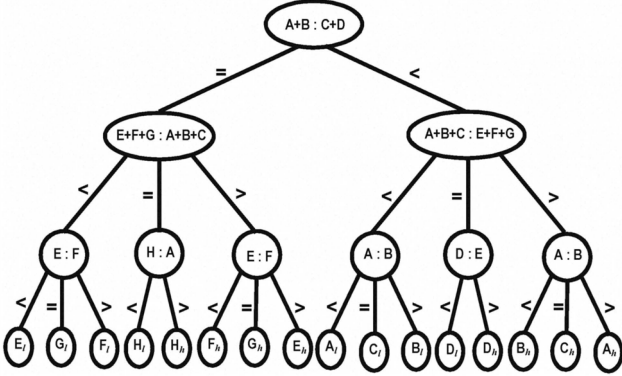 A+B : C+D
= <
E+F+G : A+B+C A+B+C : E+F+G
< = > < = >
E : F H : A E : F A : B D : E A : B
< = > < > < = > < = > < > < = >
El Gl Fl Hl Hh Fh Gh Eh Al Cl Bl Dl Dh Bh Ch Ah